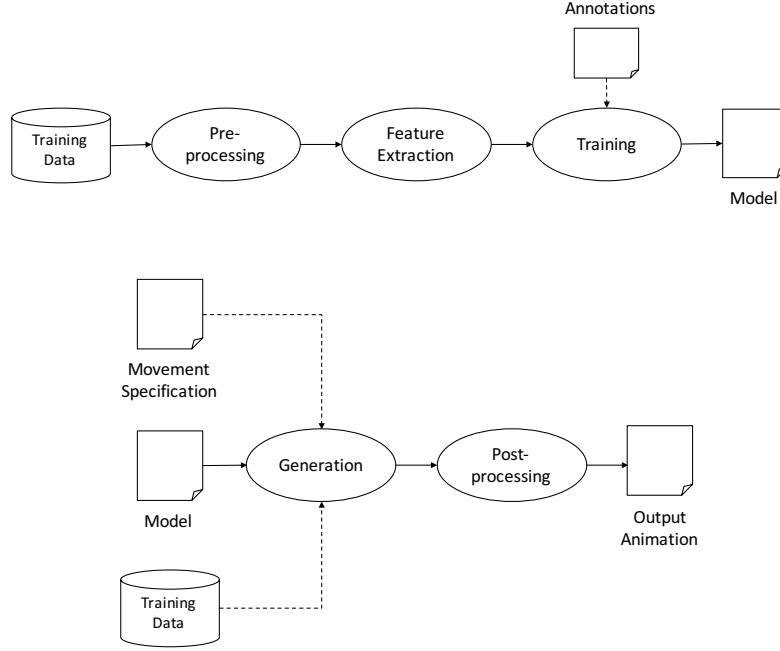 Annotations
Training
Data
Pre-
processing
Feature
Extraction
Training
Model
Movement
Specification
Model
Generation
Post-
processing
Output
Animation
Training
Data